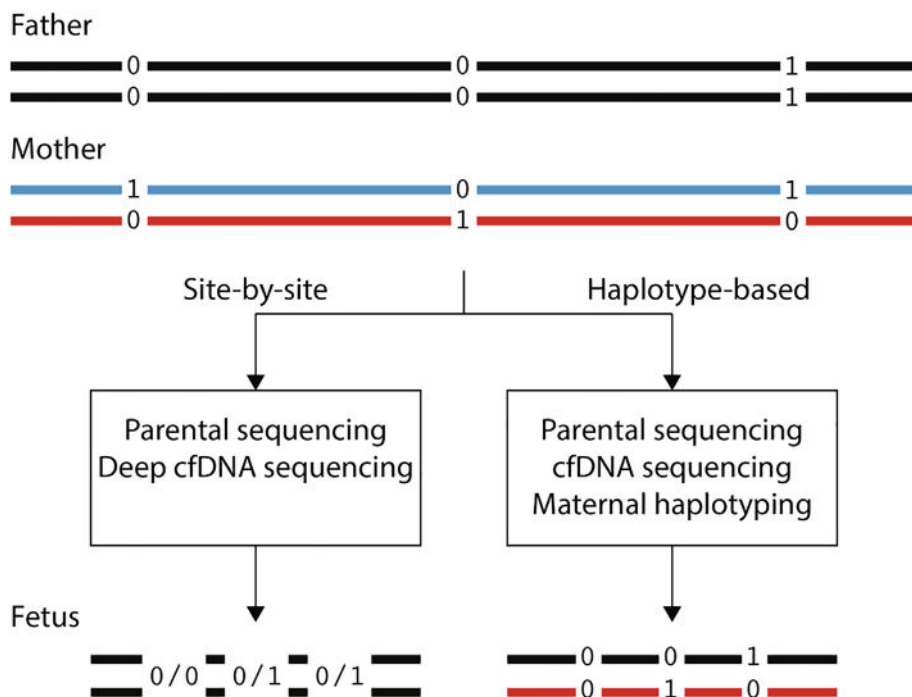 Father
0 0 1
0 0 1
Mother
1 0 1
0 1 0
Site-by-site Haplotype-based
Parental sequencing
Deep cfDNA sequencing
Parental sequencing
cfDNA sequencing
Maternal haplotyping
Fetus
0/0 0/1 0/1
0 0 1
0 1 0